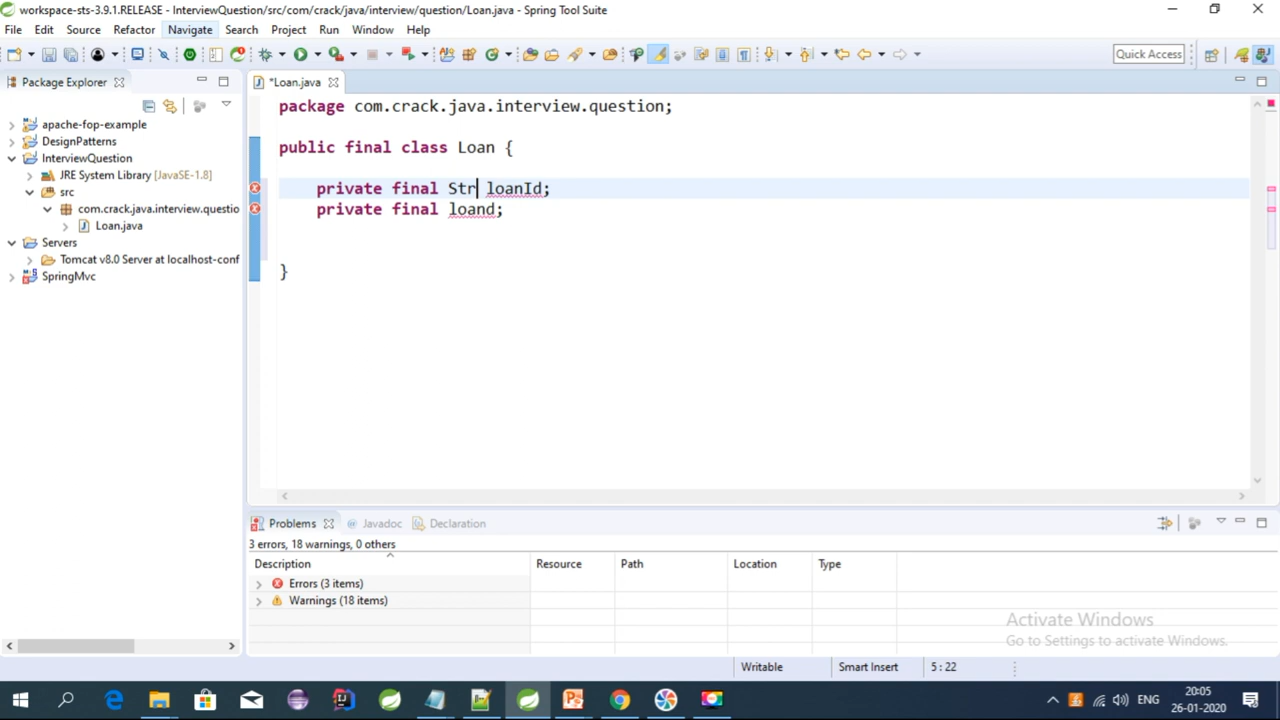 workspace-sts-3.9.1.RELEASE - InterviewQuestion/src/com/crack/java/interview/question/Loan.java - Spring Tool Suite
File Edit Source Refactor Navigate Search Project Run Window Help
Quick Access
Package Explorer
*Loan.java
apache-fop-example
DesignPatterns
InterviewQuestion
JRE System Library [JavaSE-1.8]
src
com.crack.java.interview.questio
Loan.java
Servers
Tomcat v8.0 Server at localhost-conf
SpringMvc
package com.crack.java.interview.question;
public final class Loan {
private final Str loanId;
private final loand;
}
Problems Javadoc Declaration
3 errors, 18 warnings, 0 others
Description Resource Path Location Type
Errors (3 items)
Warnings (18 items)
Activate Windows
Go to Settings to activate Windows.
Writable Smart Insert 5 : 22
ENG
20:05
26-01-2020